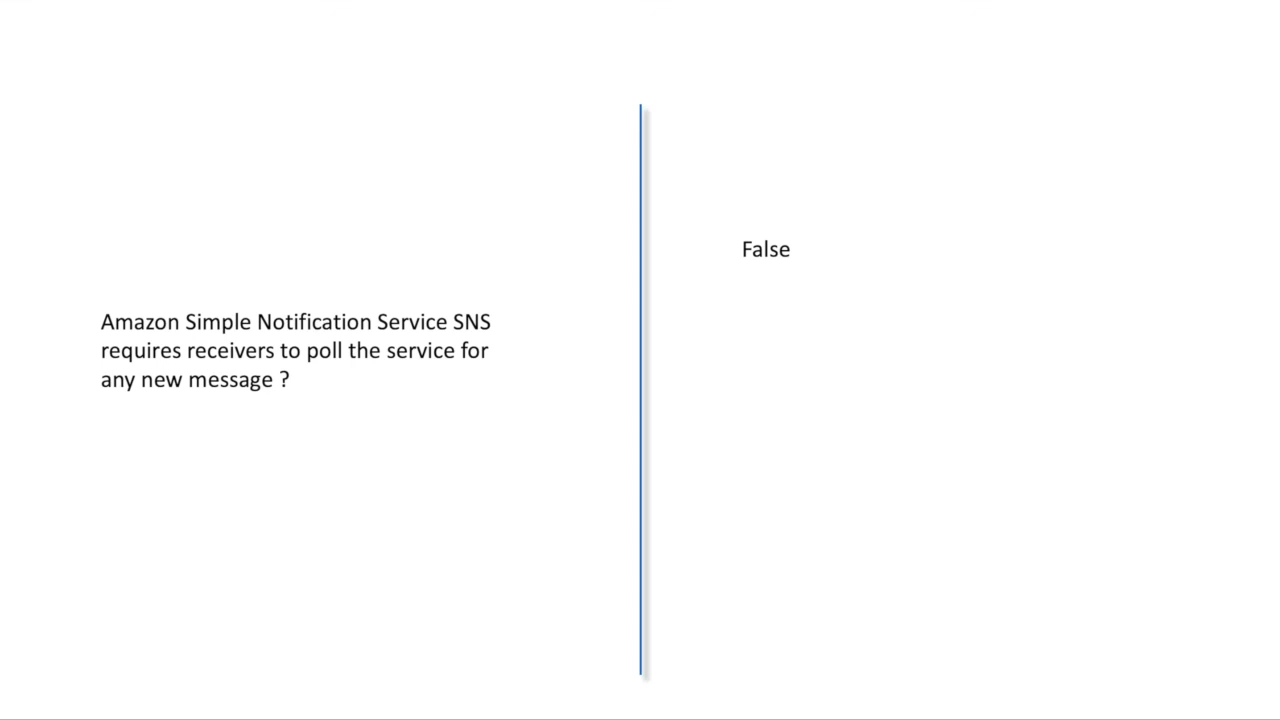 Amazon Simple Notification Service SNS
requires receivers to poll the service for
any new message ?
False